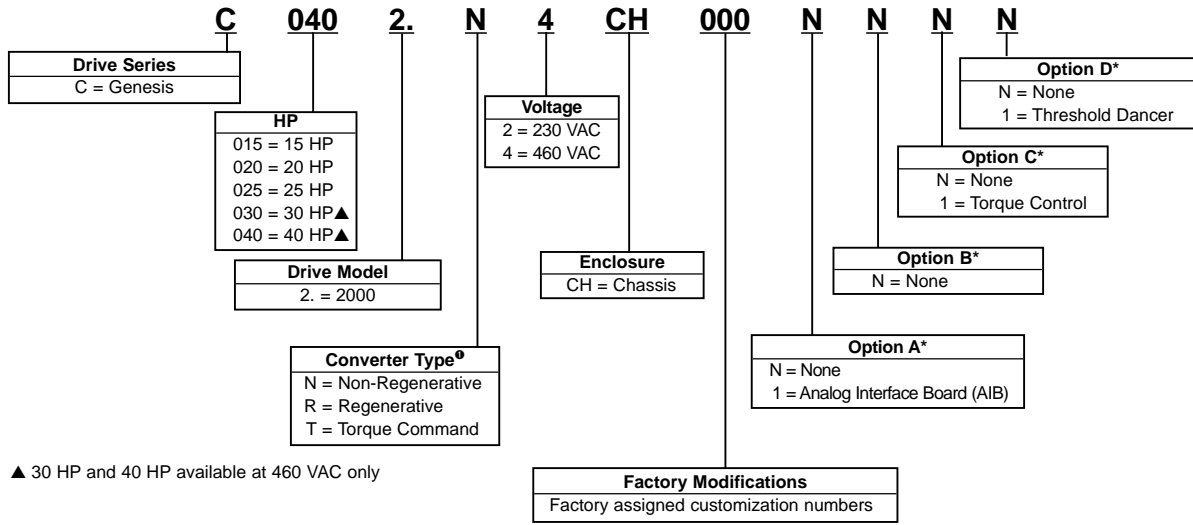 C 040 2. N 4 CH 000 N N N N
Drive Series
C = Genesis
HP
015 = 15 HP
020 = 20 HP
025 = 25 HP
030 = 30 HP▲
040 = 40 HP▲
Drive Model
2. = 2000
Converter Type❶
N = Non-Regenerative
R = Regenerative
T = Torque Command
Voltage
2 = 230 VAC
4 = 460 VAC
Enclosure
CH = Chassis
Factory Modifications
Factory assigned customization numbers
Option A*
N = None
1 = Analog Interface Board (AIB)
Option B*
N = None
Option C*
N = None
1 = Torque Control
Option D*
N = None
1 = Threshold Dancer
▲ 30 HP and 40 HP available at 460 VAC only